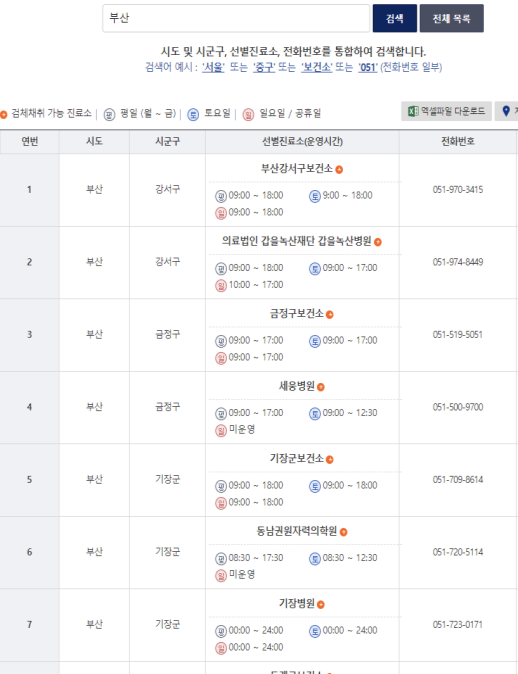 부산
검색
전체 목록
시도 및 시군구, 선별진료소, 전화번호를 통합하여 검색합니다.
검색어 예시 : '서울' 또는 '중구' 또는 '보건소' 또는 '051' (전화번호 일부)
검체채취 가능 진료소 | 평 평일 (월 ~ 금) | 토 토요일 | 일 일요일 / 공휴일
엑셀파일 다운로드
연번 시도 시군구 선별진료소(운영시간) 전화번호
부산강서구보건소
1 부산 강서구 평 09:00 ~ 18:00 토 9:00 ~ 18:00 051-970-3415
일 09:00 ~ 18:00
의료법인 갑을녹산재단 갑을녹산병원
2 부산 강서구 평 09:00 ~ 18:00 토 09:00 ~ 17:00 051-974-8449
일 10:00 ~ 17:00
금정구보건소
3 부산 금정구 평 09:00 ~ 17:00 토 09:00 ~ 17:00 051-519-5051
일 09:00 ~ 17:00
세웅병원
4 부산 금정구 평 09:00 ~ 17:00 토 09:00 ~ 12:30 051-500-9700
일 미운영
기장군보건소
5 부산 기장군 평 09:00 ~ 18:00 토 09:00 ~ 18:00 051-709-8614
일 09:00 ~ 18:00
동남권원자력의학원
6 부산 기장군 평 08:30 ~ 17:30 토 08:30 ~ 12:30 051-720-5114
일 미운영
기장병원
7 부산 기장군 평 00:00 ~ 24:00 토 00:00 ~ 24:00 051-723-0171
일 00:00 ~ 24:00